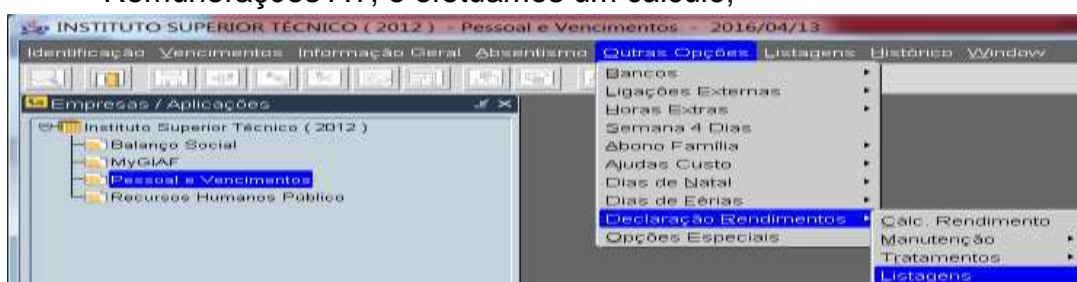 Remunerações AT, e efetuamos um cálculo;
INSTITUTO SUPERIOR TÉCNICO ( 2012 ) - Pessoal e Vencimentos - 2016/04/13
Identificação Vencimentos Informação Geral Absentismo Outras Opções Listagens Histórico Window
Empresas / Aplicações
Instituto Superior Técnico ( 2012 )
Balanço Social
MyGIAF
Pessoal e Vencimentos
Recursos Humanos Público
Bancos
Ligações Externas
Horas Extras
Semana 4 Dias
Abono Família
Ajudas Custo
Dias de Natal
Dias de Férias
Declaração Rendimentos
Opções Especiais
Cálc. Rendimento
Manutenção
Tratamentos
Listagens